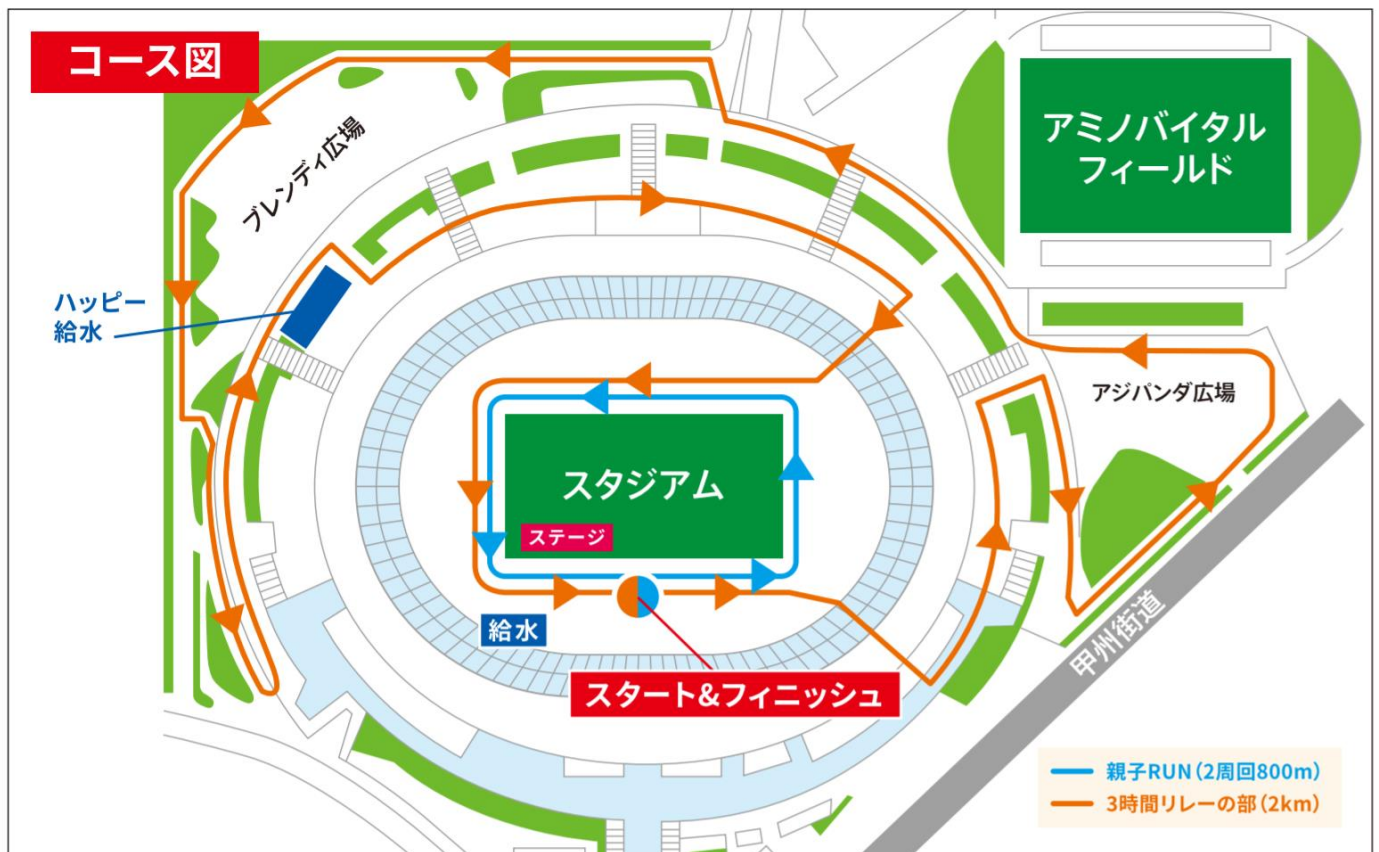 コース図
アミノバイタル
フィールド
ブレンディ広場
ハッピー
給水
アジパンダ広場
スタジアム
ステージ
給水
スタート&フィニッシュ
甲州街道
親子RUN（2周回800m）
3時間リレーの部（2km）